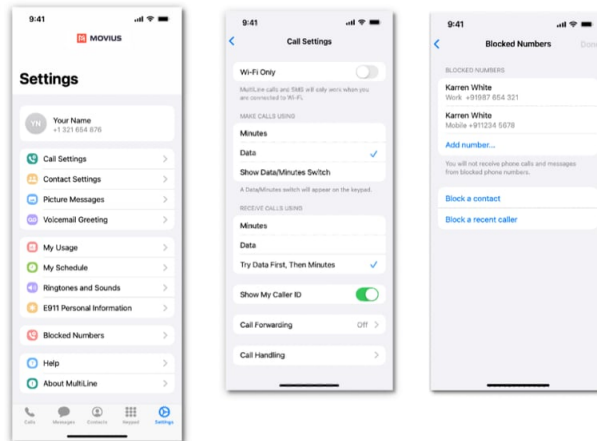 9:41
MOVIUS
Settings
YN
Your Name
+1 321 654 876
Call Settings
Contact Settings
Picture Messages
Voicemail Greeting
My Usage
My Schedule
Ringtones and Sounds
E911 Personal Information
Blocked Numbers
Help
About MultiLine
Calls
Messages
Contacts
Keypad
Settings
9:41
Call Settings
Wi-Fi Only
MultiLine calls and SMS will only work when you
are connected to Wi-Fi.
MAKE CALLS USING
Minutes
Data
Show Data/Minutes Switch
A Data/Minutes switch will appear on the keypad.
RECEIVE CALLS USING
Minutes
Data
Try Data First, Then Minutes
Show My Caller ID
Call Forwarding Off
Call Handling
9:41
Blocked Numbers Done
BLOCKED NUMBERS
Karren White
Work +91987 654 321
Karren White
Mobile +911234 5678
Add number...
You will not receive phone calls and messages
from blocked phone numbers.
Block a contact
Block a recent caller